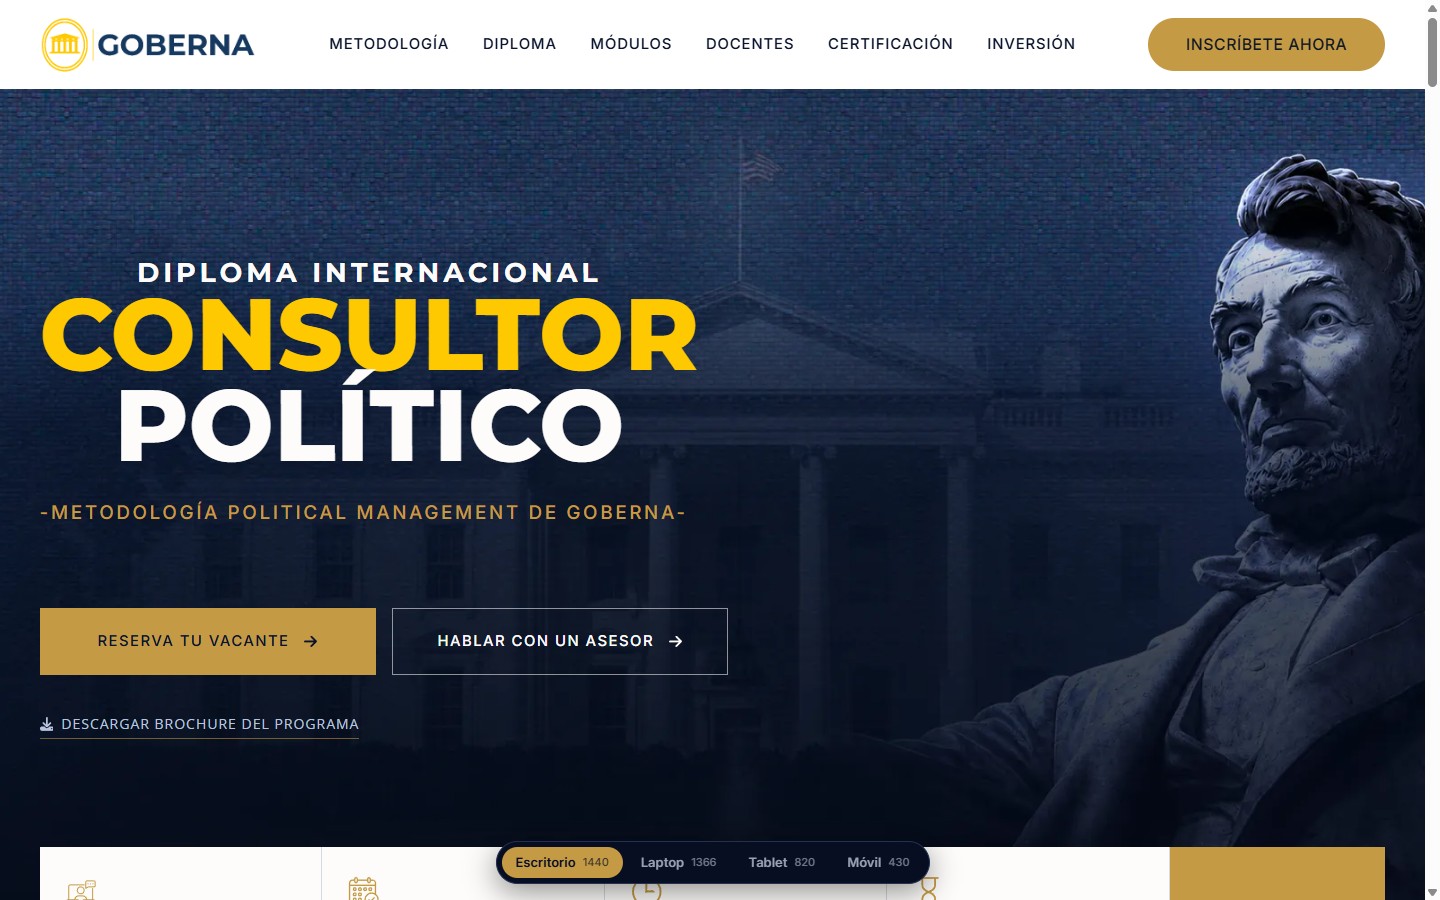 GOBERNA
METODOLOGÍA DIPLOMA MÓDULOS DOCENTES CERTIFICACIÓN INVERSIÓN
INSCRÍBETE AHORA
DIPLOMA INTERNACIONAL
CONSULTOR
POLÍTICO
-METODOLOGÍA POLITICAL MANAGEMENT DE GOBERNA-
RESERVA TU VACANTE
HABLAR CON UN ASESOR
DESCARGAR BROCHURE DEL PROGRAMA
Escritorio 1440 Laptop 1366 Tablet 820 Móvil 430